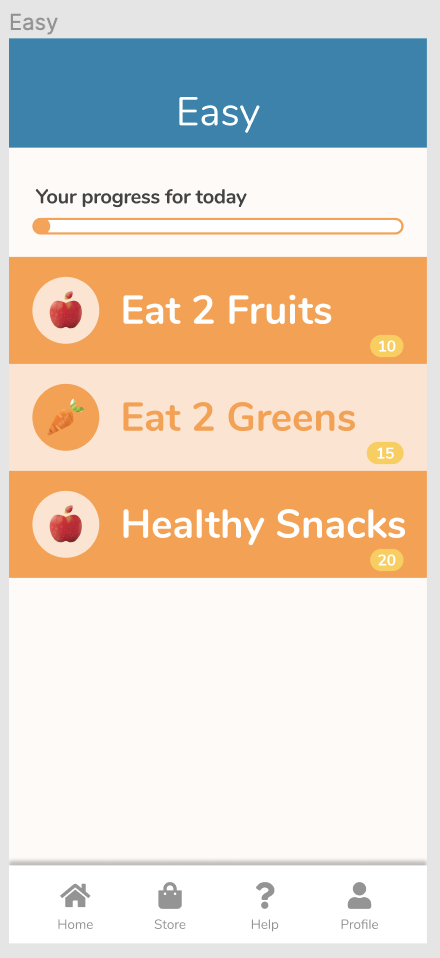 Easy
Easy
Your progress for today
Eat 2 Fruits
10
Eat 2 Greens
15
Healthy Snacks
20
Home Store Help Profile